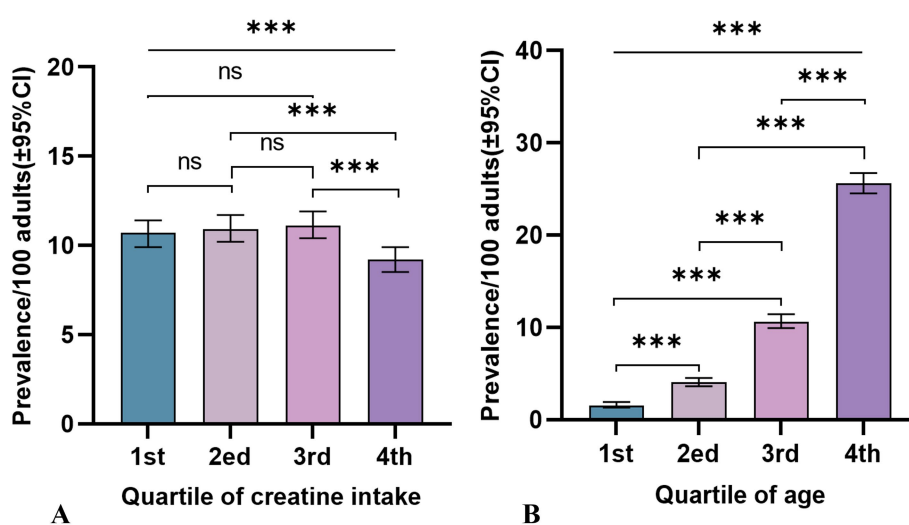 Prevalence/100 adults(±95%CI)
20
15
10
5
0
***
ns
***
ns
ns
***
1st 2ed 3rd 4th
Quartile of creatine intake
A
Prevalence/100 adults(±95%CI)
40
30
20
10
0
***
***
***
***
***
***
1st 2ed 3rd 4th
Quartile of age
B